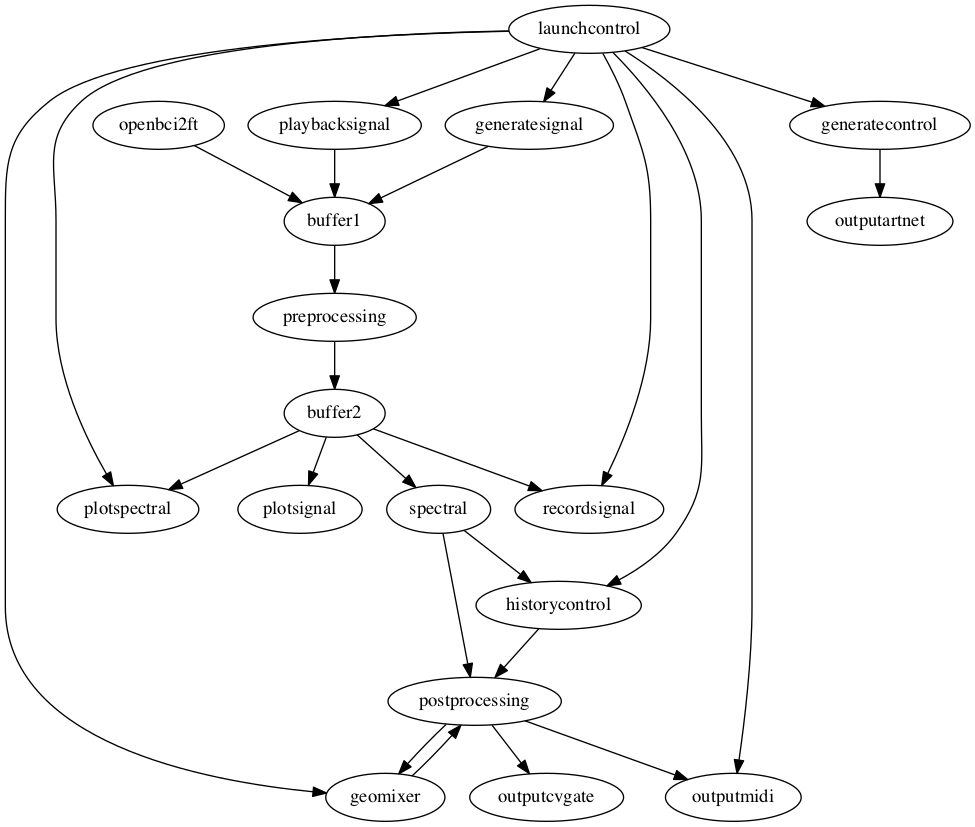 launchcontrol
openbci2ft
playbacksignal
generatesignal
generatecontrol
buffer1
outputartnet
preprocessing
buffer2
plotspectral
plotsignal
spectral
recordsignal
historycontrol
postprocessing
geomixer
outputcvgate
outputmidi